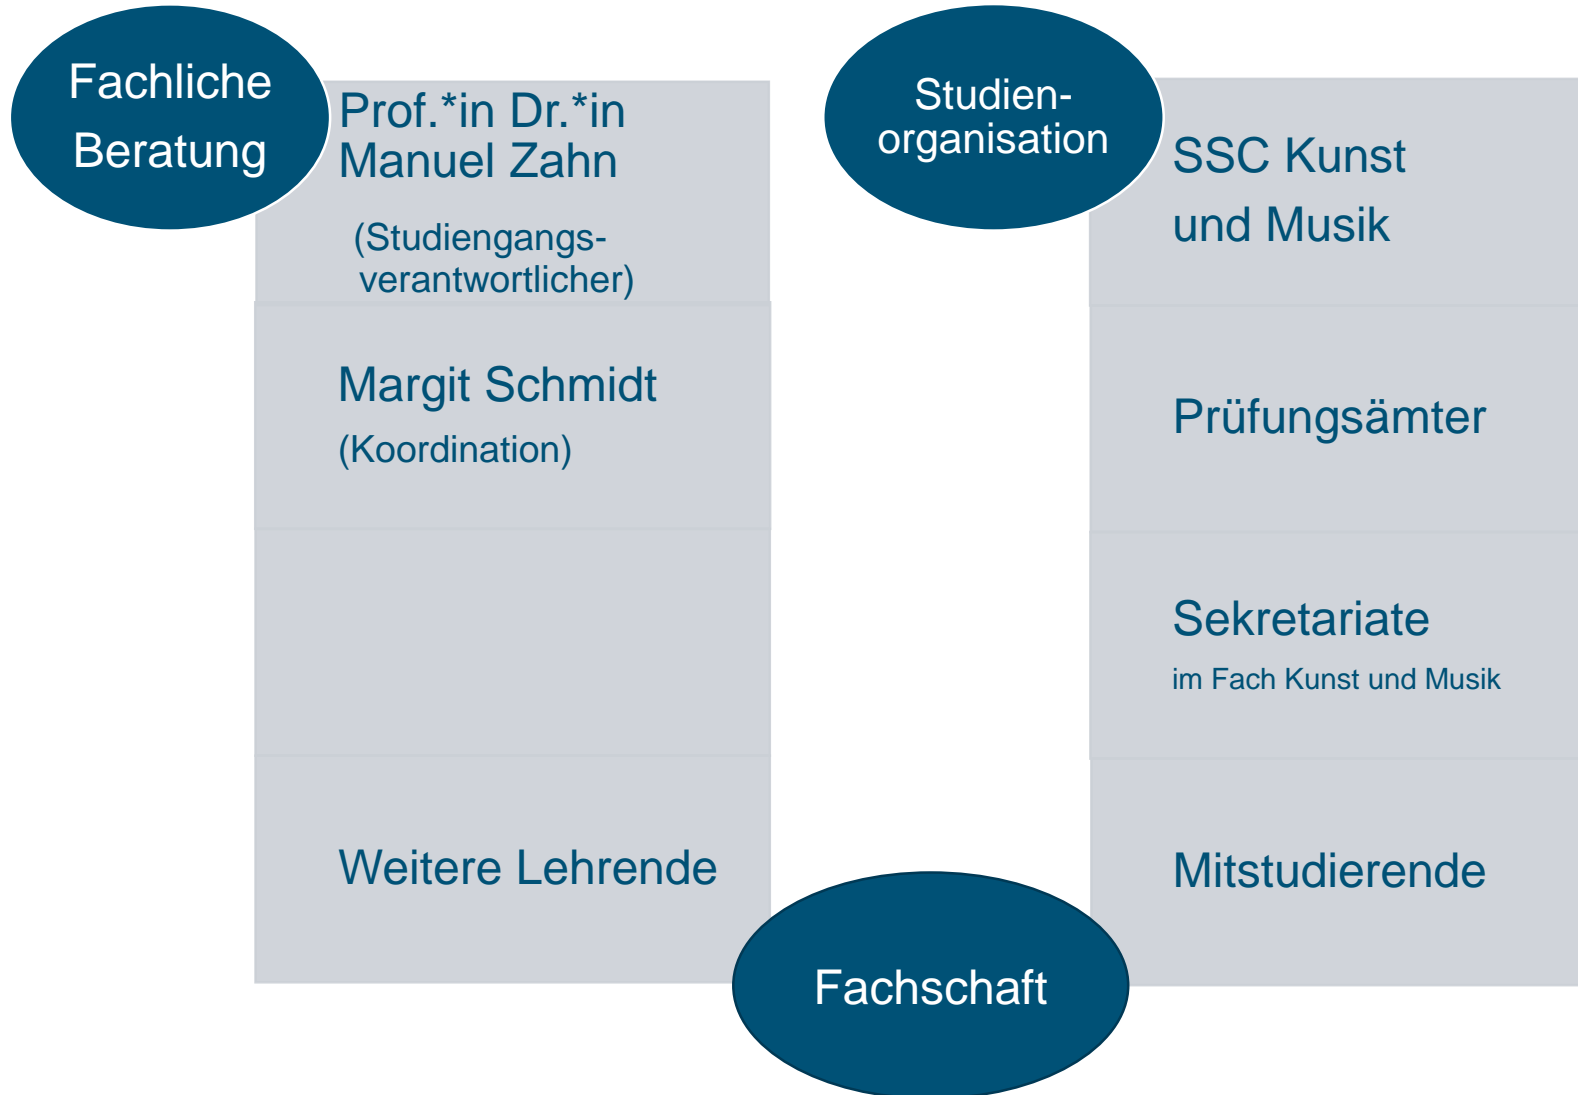 Fachliche
Beratung
Prof.*in Dr.*in
Manuel Zahn
(Studiengangs-
verantwortlicher)
Margit Schmidt
(Koordination)
Weitere Lehrende
Studien-
organisation
SSC Kunst
und Musik
Prüfungsämter
Sekretariate
im Fach Kunst und Musik
Mitstudierende
Fachschaft